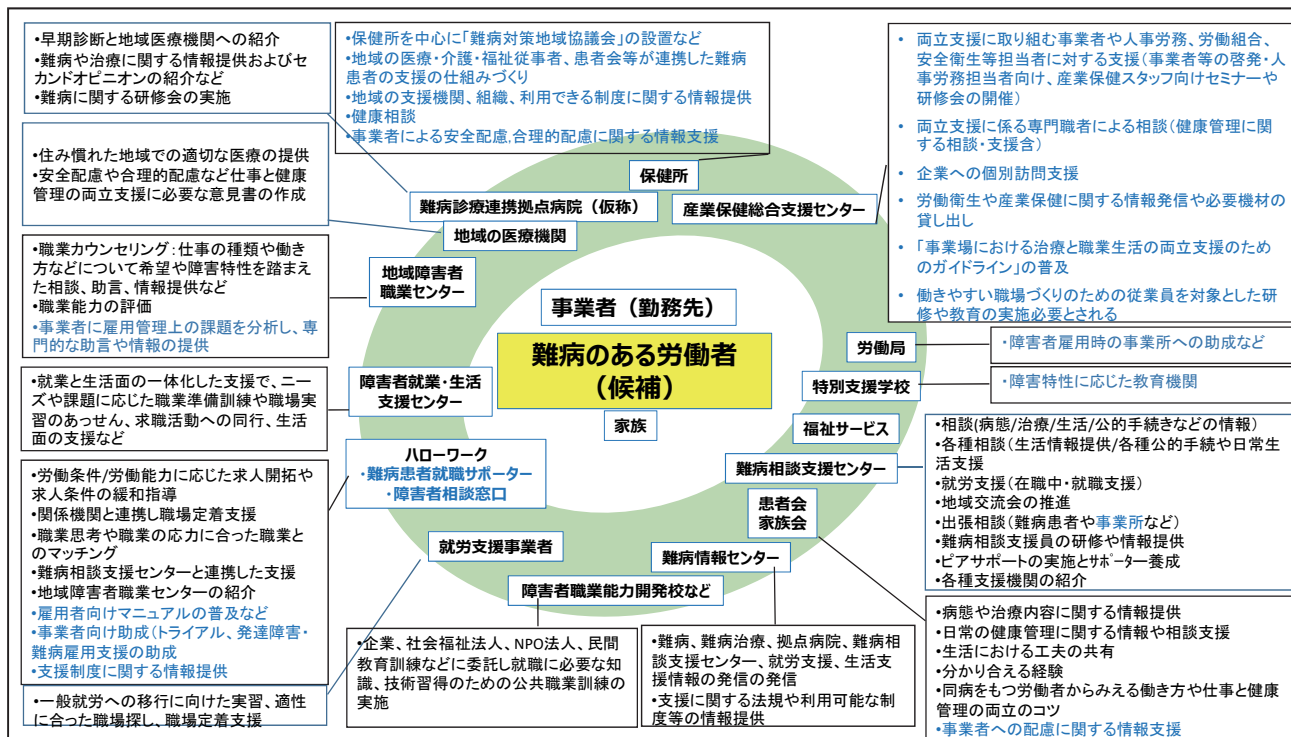 •早期診断と地域医療機関への紹介
•難病や治療に関する情報提供およびセ
カンドオピニオンの紹介など
•難病に関する研修会の実施
•保健所を中心に「難病対策地域協議会」の設置など
•地域の医療・介護・福祉従事者、患者会等が連携した難病
患者の支援の仕組みづくり
•地域の支援機関、組織、利用できる制度に関する情報提供
•健康相談
•事業者による安全配慮,合理的配慮に関する情報支援
• 両立支援に取り組む事業者や人事労務、労働組合、
安全衛生等担当者に対する支援（事業者等の啓発・人
事労務担当者向け、産業保健スタッフ向けセミナーや
研修会の開催）
• 両立支援に係る専門職者による相談（健康管理に関
する相談・支援含）
• 企業への個別訪問支援
• 労働衛生や産業保健に関する情報発信や必要機材の
貸し出し
• 「事業場における治療と職業生活の両立支援のため
のガイドライン」の普及
• 働きやすい職場づくりのための従業員を対象とした研
修や教育の実施必要とされる
•住み慣れた地域での適切な医療の提供
•安全配慮や合理的配慮など仕事と健康
管理の両立支援に必要な意見書の作成
保健所
難病診療連携拠点病院（仮称）
産業保健総合支援センター
地域の医療機関
•職業カウンセリング：仕事の種類や働き
方などについて希望や障害特性を踏まえ
た相談、助言、情報提供など
•職業能力の評価
•事業者に雇用管理上の課題を分析し、専
門的な助言や情報の提供
地域障害者
職業センター
事業者（勤務先）
難病のある労働者
（候補）
家族
労働局
・障害者雇用時の事業所への助成など
特別支援学校
・障害特性に応じた教育機関
•就業と生活面の一体化した支援で、ニー
ズや課題に応じた職業準備訓練や職場実
習のあっせん、求職活動への同行、生活
面の支援など
障害者就業・生活
支援センター
福祉サービス
難病相談支援センター
•相談(病態/治療/生活/公的手続きなどの情報）
•各種相談（生活情報提供/各種公的手続や日常生
活支援
•就労支援（在職中・就職支援）
•地域交流会の推進
•出張相談（難病患者や事業所など）
•難病相談支援員の研修や情報提供
•ピアサポートの実施とサポーター養成
•各種支援機関の紹介
ハローワーク
・難病患者就職サポーター
・障害者相談窓口
•労働条件/労働能力に応じた求人開拓や
求人条件の緩和指導
•関係機関と連携し職場定着支援
•職業思考や職業の応力に合った職業と
のマッチング
•難病相談支援センターと連携した支援
•地域障害者職業センターの紹介
•雇用者向けマニュアルの普及など
•事業者向け助成（トライアル、発達障害・
難病雇用支援の助成
•支援制度に関する情報提供
患者会
家族会
就労支援事業者
難病情報センター
障害者職業能力開発校など
•一般就労への移行に向けた実習、適性
に合った職場探し、職場定着支援
•企業、社会福祉法人、NPO法人、民間
教育訓練などに委託し就職に必要な知
識、技術習得のための公共職業訓練の
実施
•難病、難病治療、拠点病院、難病相
談支援センター、就労支援、生活支
援情報の発信の発信
•支援に関する法規や利用可能な制
度等の情報提供
•病態や治療内容に関する情報提供
•日常の健康管理に関する情報や相談支援
•生活における工夫の共有
•分かり合える経験
•同病をもつ労働者からみえる働き方や仕事と健康
管理の両立のコツ
•事業者への配慮に関する情報支援